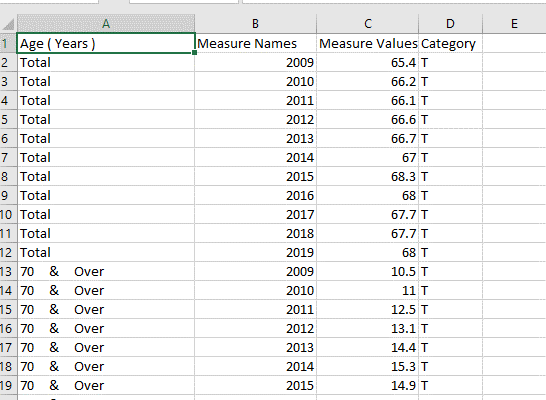 A B C D E
1 Age ( Years ) Measure Names Measure Values Category
2 Total 2009 65.4 T
3 Total 2010 66.2 T
4 Total 2011 66.1 T
5 Total 2012 66.6 T
6 Total 2013 66.7 T
7 Total 2014 67 T
8 Total 2015 68.3 T
9 Total 2016 68 T
10 Total 2017 67.7 T
11 Total 2018 67.7 T
12 Total 2019 68 T
13 70 & Over 2009 10.5 T
14 70 & Over 2010 11 T
15 70 & Over 2011 12.5 T
16 70 & Over 2012 13.1 T
17 70 & Over 2013 14.4 T
18 70 & Over 2014 15.3 T
19 70 & Over 2015 14.9 T